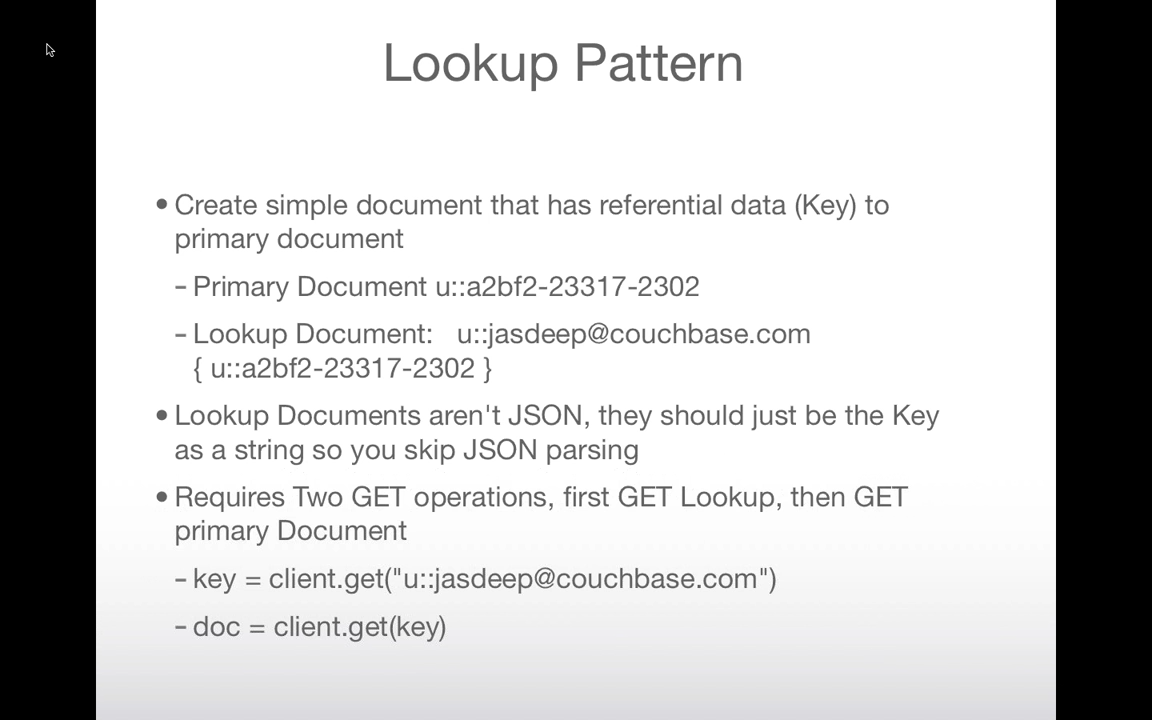 Lookup Pattern
• Create simple document that has referential data (Key) to
primary document
- Primary Document u::a2bf2-23317-2302
- Lookup Document: u::jasdeep@couchbase.com
{ u::a2bf2-23317-2302 }
• Lookup Documents aren't JSON, they should just be the Key
as a string so you skip JSON parsing
• Requires Two GET operations, first GET Lookup, then GET
primary Document
- key = client.get("u::jasdeep@couchbase.com")
- doc = client.get(key)